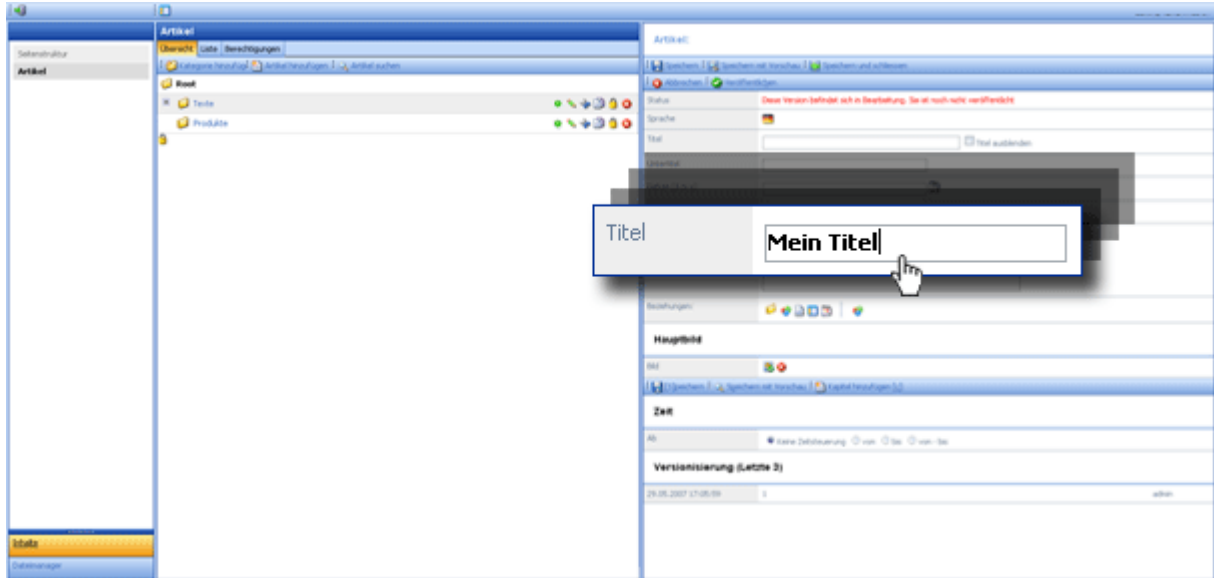 Artikel
Übersicht Liste Berechtigungen
Kategorie hinzufügen Artikel hinzufügen Artikel suchen
Root
Texte
Produkte
Seitenstruktur
Artikel
Inhalte
Dateimanager
Artikel:
Speichern Speichern mit Vorschau Speichern und schliessen
Abbrechen Veröffentlichen
Status Diese Version befindet sich in Bearbeitung. Sie ist noch nicht veröffentlicht
Sprache
Titel Titel ausblenden
Untertitel
Titel Mein Titel
Beziehungen:
Hauptbild
Bild
[S]peichern Speichern mit Vorschau Kapitel hinzufügen
Zeit
Ab Keine Zeitsteuerung von bis von - bis
Versionisierung (Letzte 3)
29.05.2007 17:05:59 1 admin